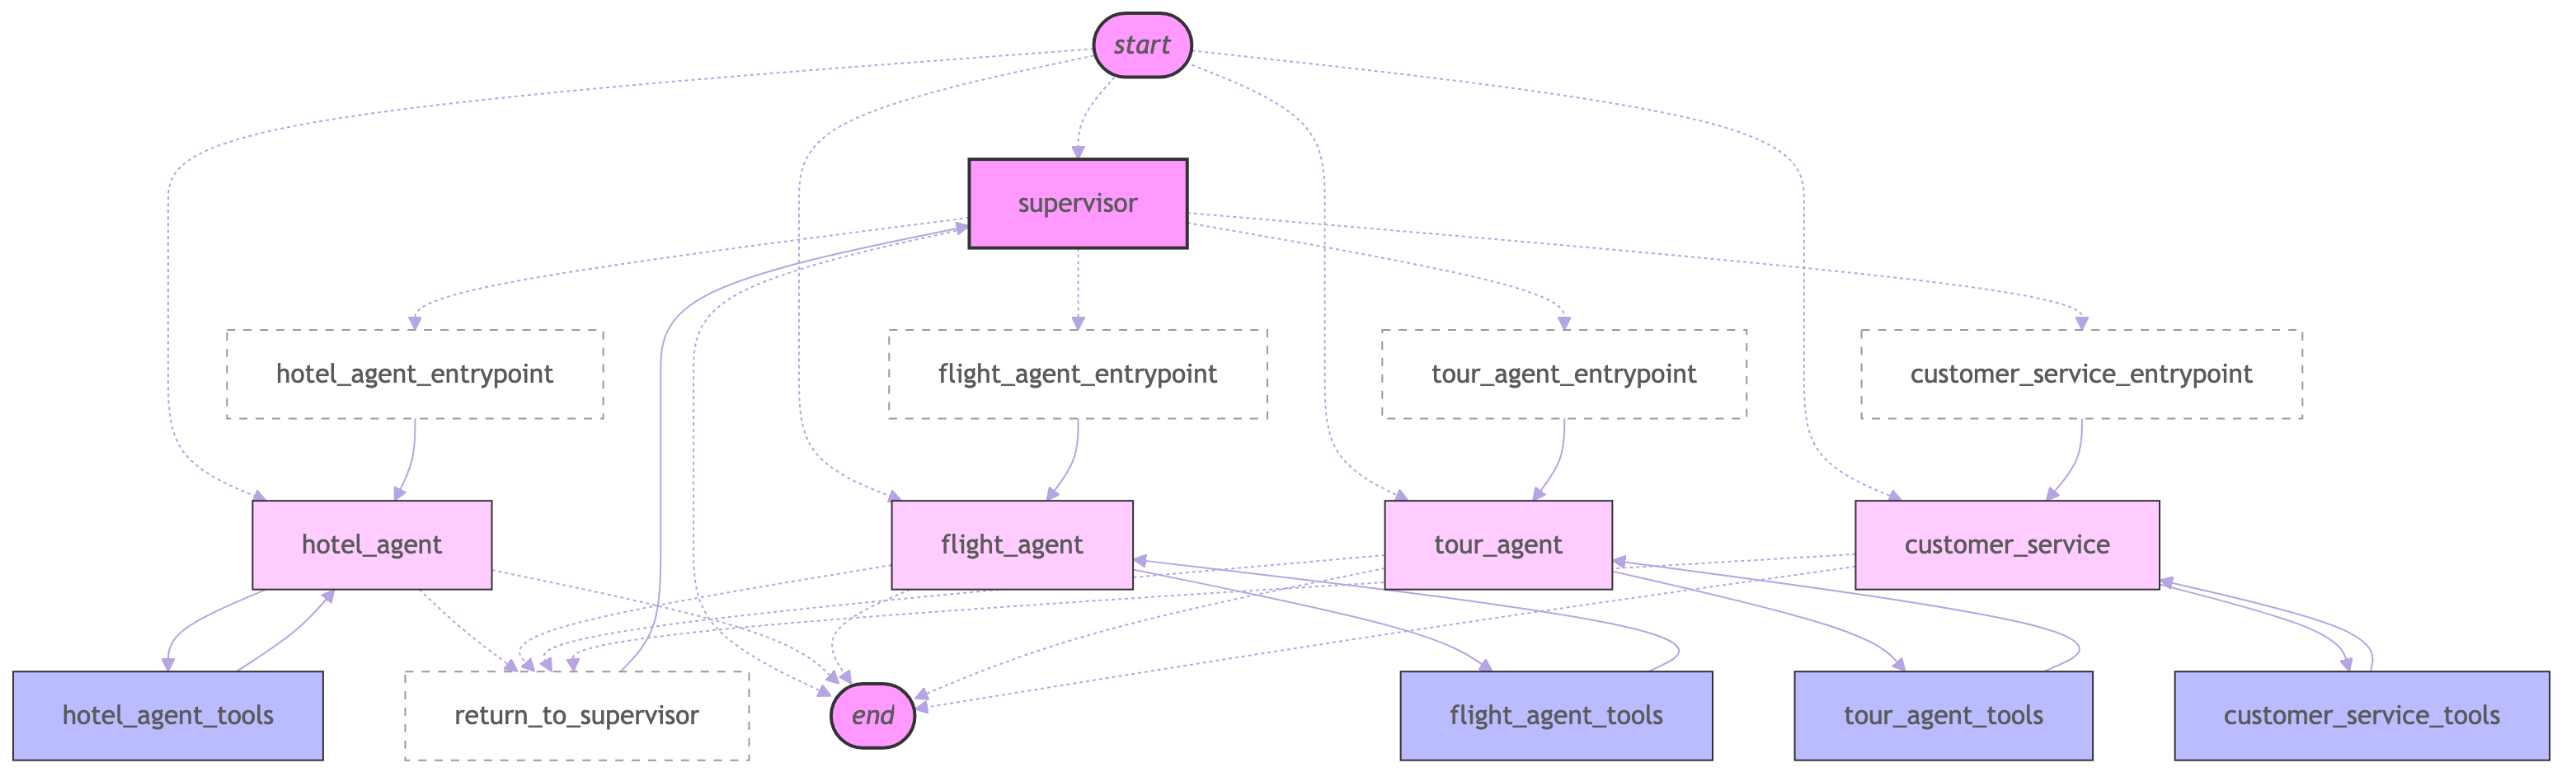 start
supervisor
hotel_agent_entrypoint
flight_agent_entrypoint
tour_agent_entrypoint
customer_service_entrypoint
hotel_agent
flight_agent
tour_agent
customer_service
hotel_agent_tools
return_to_supervisor
end
flight_agent_tools
tour_agent_tools
customer_service_tools